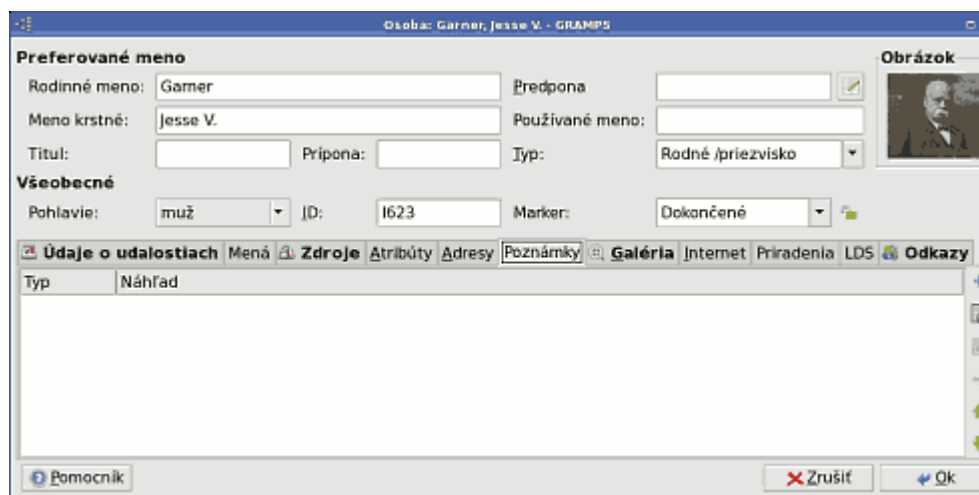 Osoba: Garner, Jesse V. - GRAMPS
Preferované meno Obrázok
Rodinné meno: Garner Predpona
Meno krstné: Jesse V. Používané meno:
Titul: Prípona: Typ: Rodné /priezvisko
Všeobecné
Pohlavie: muž ID: I623 Marker: Dokončené
Údaje o udalostiach Mená Zdroje Atribúty Adresy Poznámky Galéria Internet Priradenia LDS Odkazy
Typ Náhľad
Pomocník Zrušiť Ok